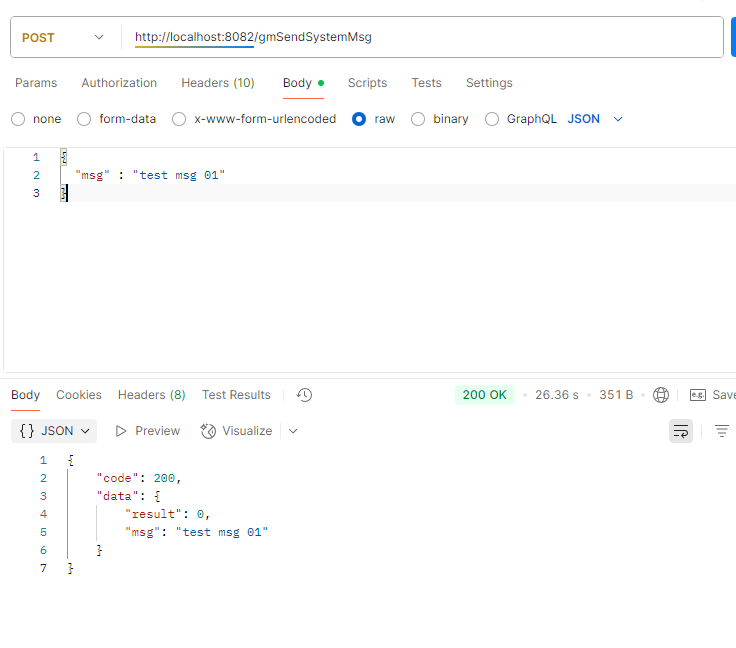 POST http://localhost:8082/gmSendSystemMsg
Params Authorization Headers (10) Body Scripts Tests Settings
none form-data x-www-form-urlencoded raw binary GraphQL JSON
1 {
2 "msg" : "test msg 01"
3 }
Body Cookies Headers (8) Test Results 200 OK • 26.36 s • 351 B • e.g. Save
{} JSON Preview Visualize
1 {
2 "code": 200,
3 "data": {
4 "result": 0,
5 "msg": "test msg 01"
6 }
7 }